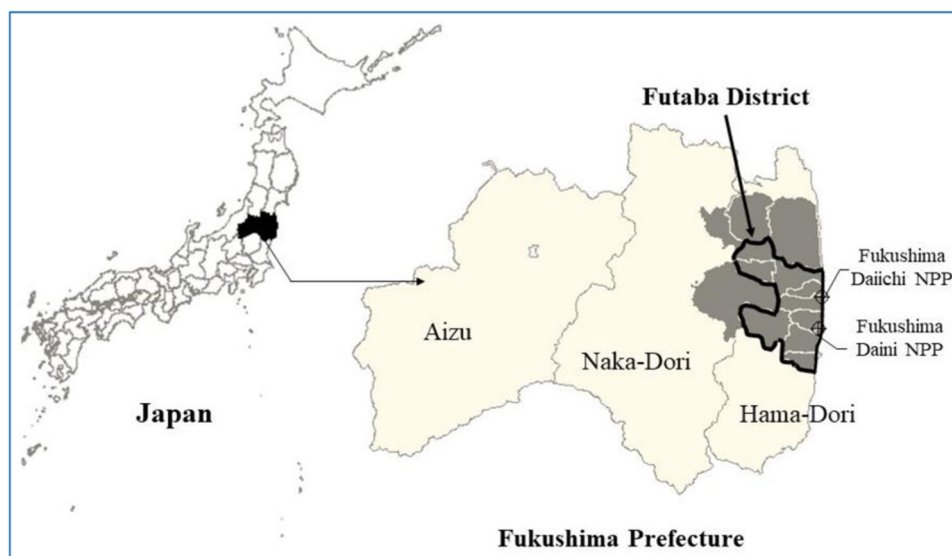 Futaba District
Fukushima
Daiichi NPP
Fukushima
Daini NPP
Aizu
Naka-Dori
Hama-Dori
Japan
Fukushima Prefecture